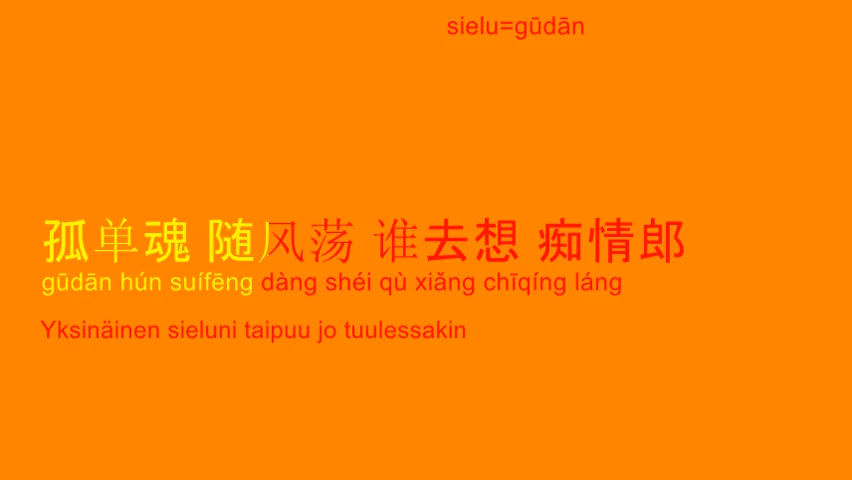 sielu=gūdān
孤单魂 随风荡 谁去想 痴情郎
gūdān hún suífēng dàng shéi qù xiǎng chīqíng láng
Yksinäinen sieluni taipuu jo tuulessakin